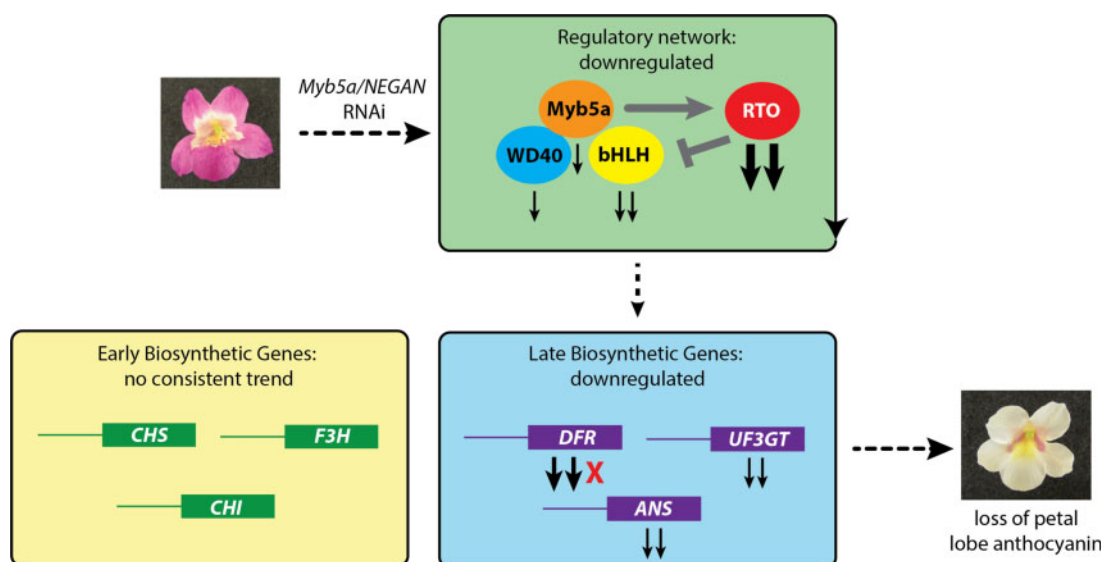 Regulatory network:
downregulated
Myb5a/NEGAN
RNAi
Myb5a
RTO
WD40
bHLH
Early Biosynthetic Genes:
no consistent trend
CHS
F3H
CHI
Late Biosynthetic Genes:
downregulated
DFR
UF3GT
X
ANS
loss of petal
lobe anthocyanin